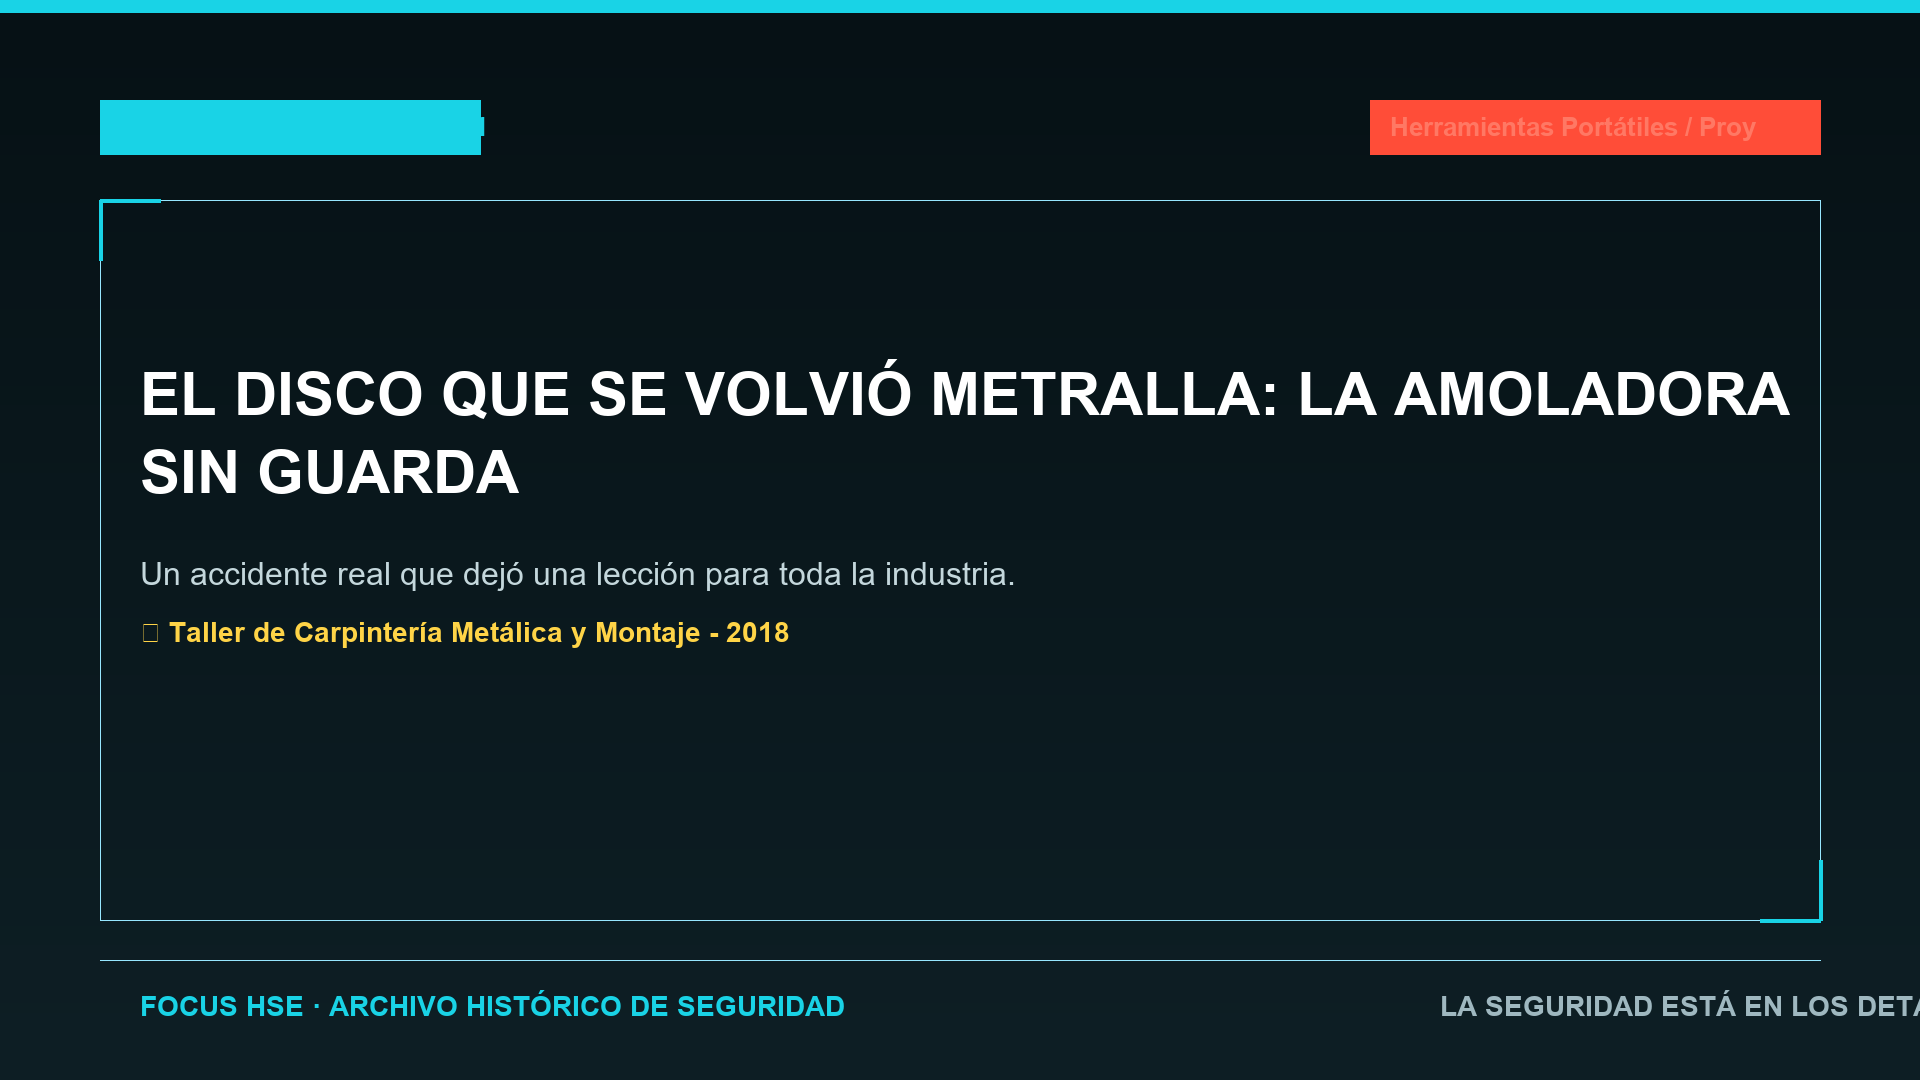 Herramientas Portátiles / Proy
EL DISCO QUE SE VOLVIÓ METRALLA: LA AMOLADORA
SIN GUARDA
Un accidente real que dejó una lección para toda la industria.
Taller de Carpintería Metálica y Montaje - 2018
FOCUS HSE · ARCHIVO HISTÓRICO DE SEGURIDAD
LA SEGURIDAD ESTÁ EN LOS DETA